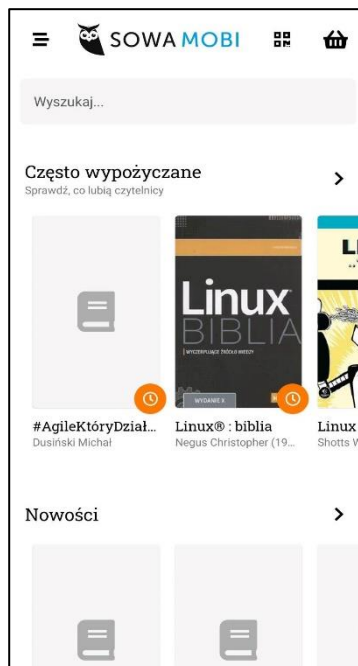 SOWA MOBI
Wyszukaj...
Często wypożyczane
Sprawdź, co lubią czytelnicy
Linux
BIBLIA
WYCZERPUJĄCE ŹRÓDŁO WIEDZY
WYDANIE X
#AgileKtóryDział...
Dusiński Michał
Linux® : biblia
Negus Christopher (19...
Linux
Shotts W
Nowości